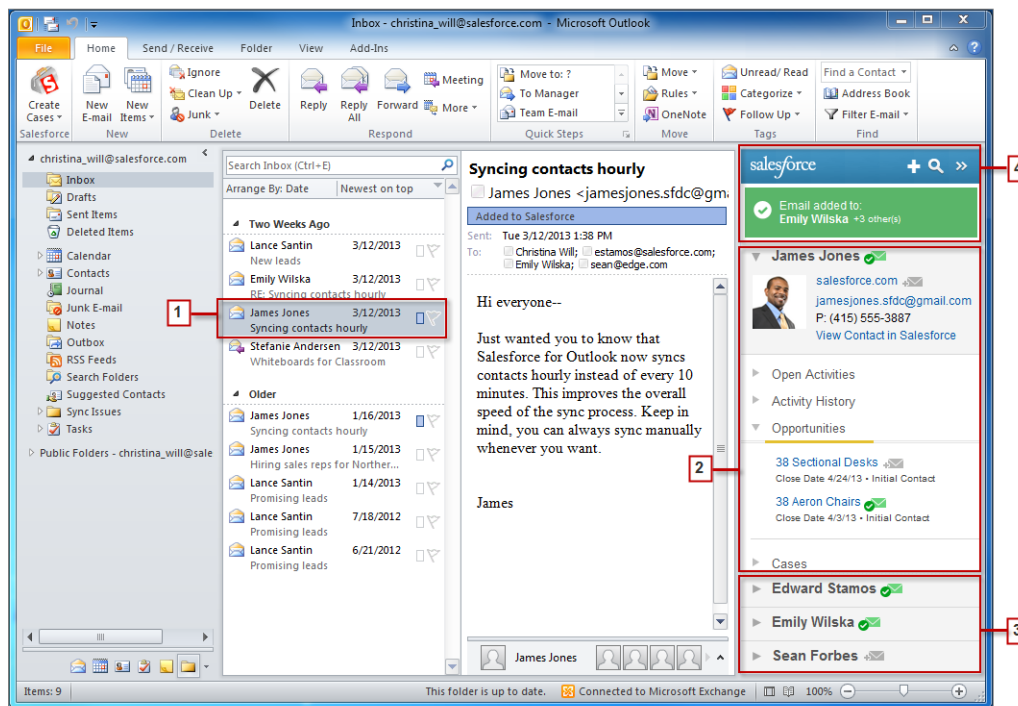 Inbox - christina_will@salesforce.com - Microsoft Outlook
File Home Send / Receive Folder View Add-Ins
Create Cases
Salesforce
New E-mail
New Items
New
Ignore
Clean Up
Junk
Delete
Delete
Reply
Reply All
Forward
Meeting
More
Respond
Move to: ?
To Manager
Team E-mail
Quick Steps
Move
Rules
OneNote
Move
Unread/ Read
Categorize
Follow Up
Tags
Find a Contact
Address Book
Filter E-mail
Find
christina_will@salesforce.com
Inbox
Drafts
Sent Items
Deleted Items
Calendar
Contacts
Journal
Junk E-mail
Notes
Outbox
RSS Feeds
Search Folders
Suggested Contacts
Sync Issues
Tasks
Public Folders - christina_will@sale
Search Inbox (Ctrl+E)
Arrange By: Date Newest on top
Two Weeks Ago
Lance Santin 3/12/2013
New leads
Emily Wilska 3/12/2013
RE: Syncing contacts hourly
1
James Jones 3/12/2013
Syncing contacts hourly
Stefanie Andersen 3/12/2013
Whiteboards for Classroom
Older
James Jones 1/16/2013
Syncing contacts hourly
James Jones 1/15/2013
Hiring sales reps for Norther...
Lance Santin 1/14/2013
Promising leads
Lance Santin 7/18/2012
Promising leads
Lance Santin 6/21/2012
Promising leads
Syncing contacts hourly
James Jones <jamesjones.sfdc@gm
Added to Salesforce
Sent: Tue 3/12/2013 1:38 PM
To: Christina Will; estamos@salesforce.com;
Emily Wilska; sean@edge.com
Hi everyone--
Just wanted you to know that
Salesforce for Outlook now syncs
contacts hourly instead of every 10
minutes. This improves the overall
speed of the sync process. Keep in
mind, you can always sync manually
whenever you want.
James
James Jones
salesforce
4
Email added to:
Emily Wilska +3 other(s)
James Jones
salesforce.com
jamesjones.sfdc@gmail.com
P: (415) 555-3887
View Contact in Salesforce
Open Activities
Activity History
Opportunities
2
38 Sectional Desks
Close Date 4/24/13 • Initial Contact
38 Aeron Chairs
Close Date 4/3/13 • Initial Contact
Cases
Edward Stamos
Emily Wilska
3
Sean Forbes
Items: 9
This folder is up to date.
Connected to Microsoft Exchange
100%